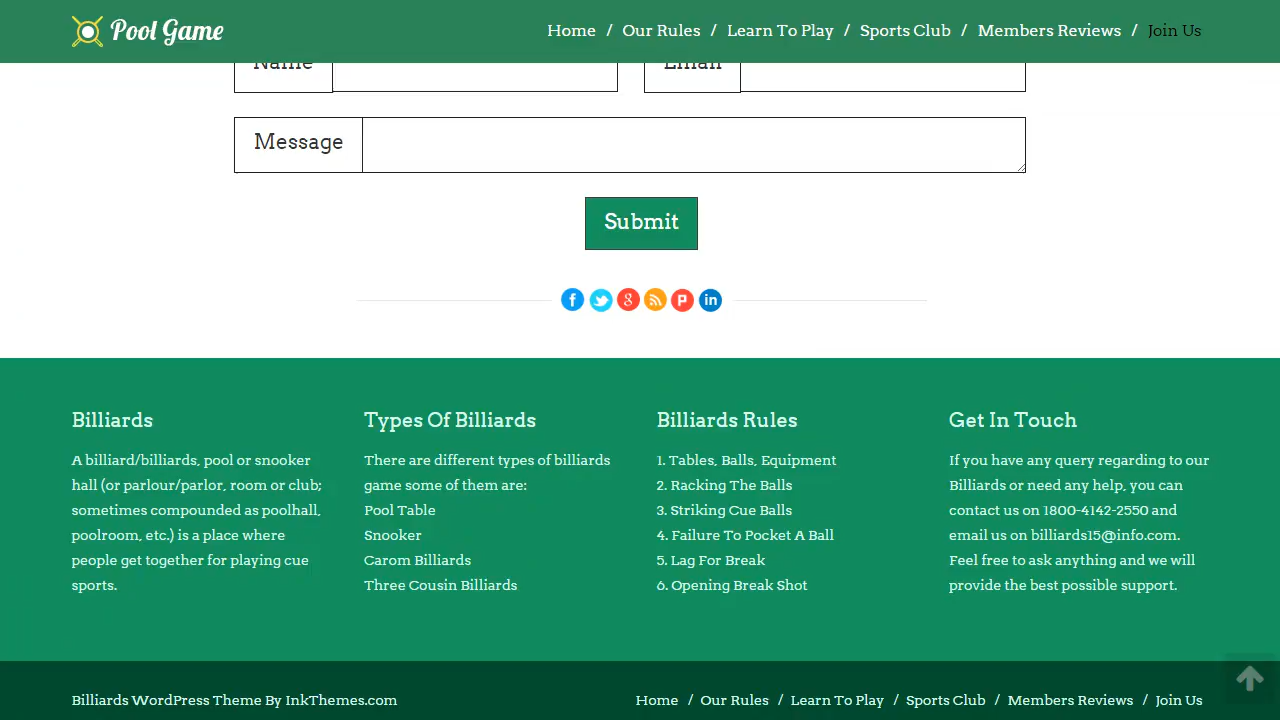 Pool Game
Home / Our Rules / Learn To Play / Sports Club / Members Reviews / Join Us
Name
Email
Message
Submit
Billiards
A billiard/billiards, pool or snooker
hall (or parlour/parlor, room or club;
sometimes compounded as poolhall,
poolroom, etc.) is a place where
people get together for playing cue
sports.
Types Of Billiards
There are different types of billiards
game some of them are:
Pool Table
Snooker
Carom Billiards
Three Cousin Billiards
Billiards Rules
1. Tables, Balls, Equipment
2. Racking The Balls
3. Striking Cue Balls
4. Failure To Pocket A Ball
5. Lag For Break
6. Opening Break Shot
Get In Touch
If you have any query regarding to our
Billiards or need any help, you can
contact us on 1800-4142-2550 and
email us on billiards15@info.com.
Feel free to ask anything and we will
provide the best possible support.
Billiards WordPress Theme By InkThemes.com
Home / Our Rules / Learn To Play / Sports Club / Members Reviews / Join Us